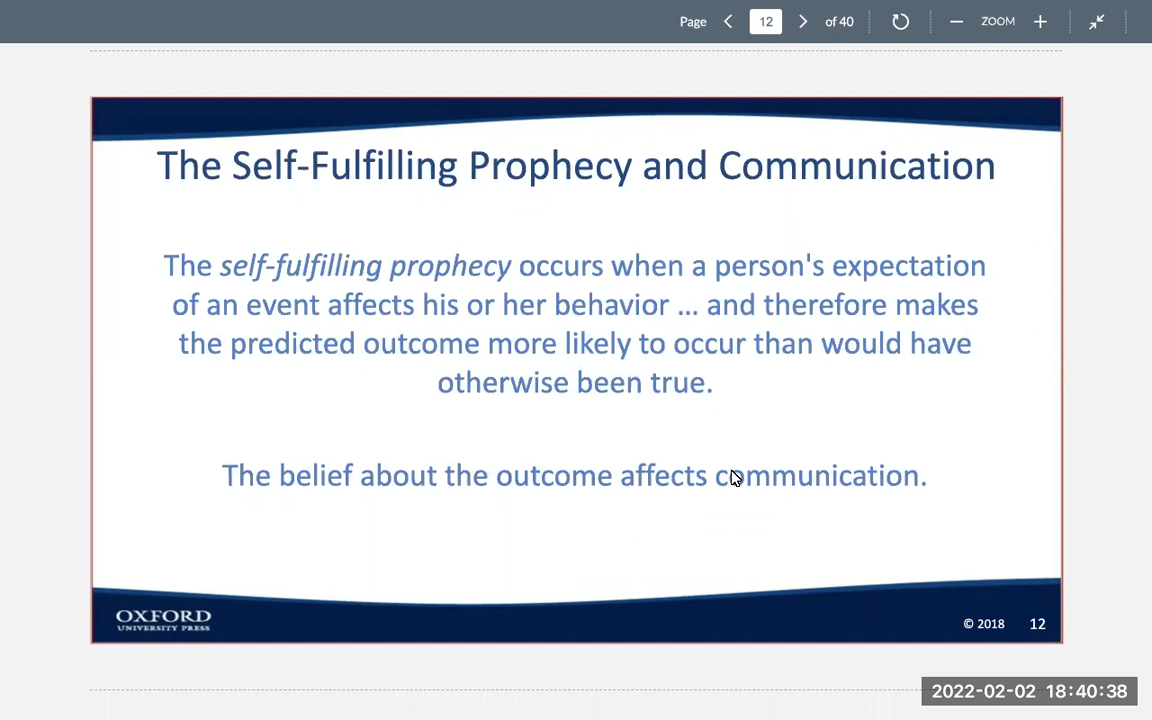 Page 12 of 40 ZOOM
The Self-Fulfilling Prophecy and Communication
The self-fulfilling prophecy occurs when a person's expectation
of an event affects his or her behavior ... and therefore makes
the predicted outcome more likely to occur than would have
otherwise been true.
The belief about the outcome affects communication.
OXFORD
UNIVERSITY PRESS
© 2018 12
2022-02-02 18:40:38